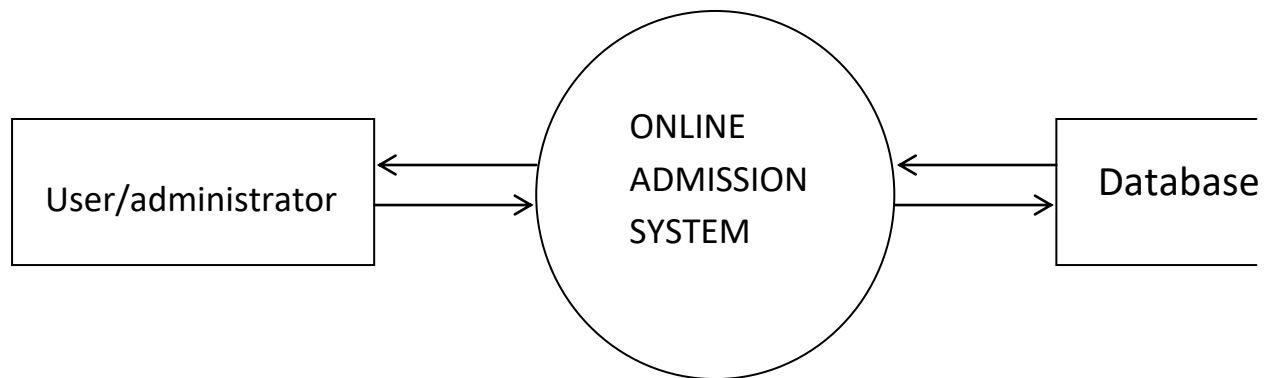 User/administrator
ONLINE
ADMISSION
SYSTEM
Database